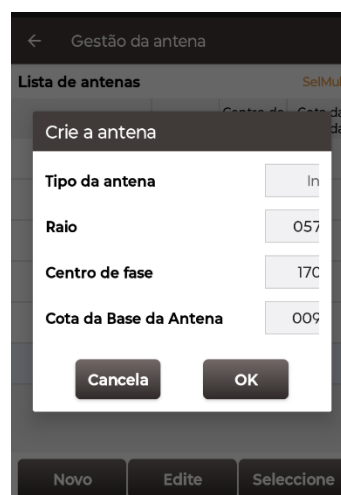 Gestão da antena
Lista de antenas SelMul
Centro de Cota da
Crie a antena
Tipo da antena In
Raio 057
Centro de fase 170
Cota da Base da Antena 009
Cancela OK
Novo Edite Seleccione